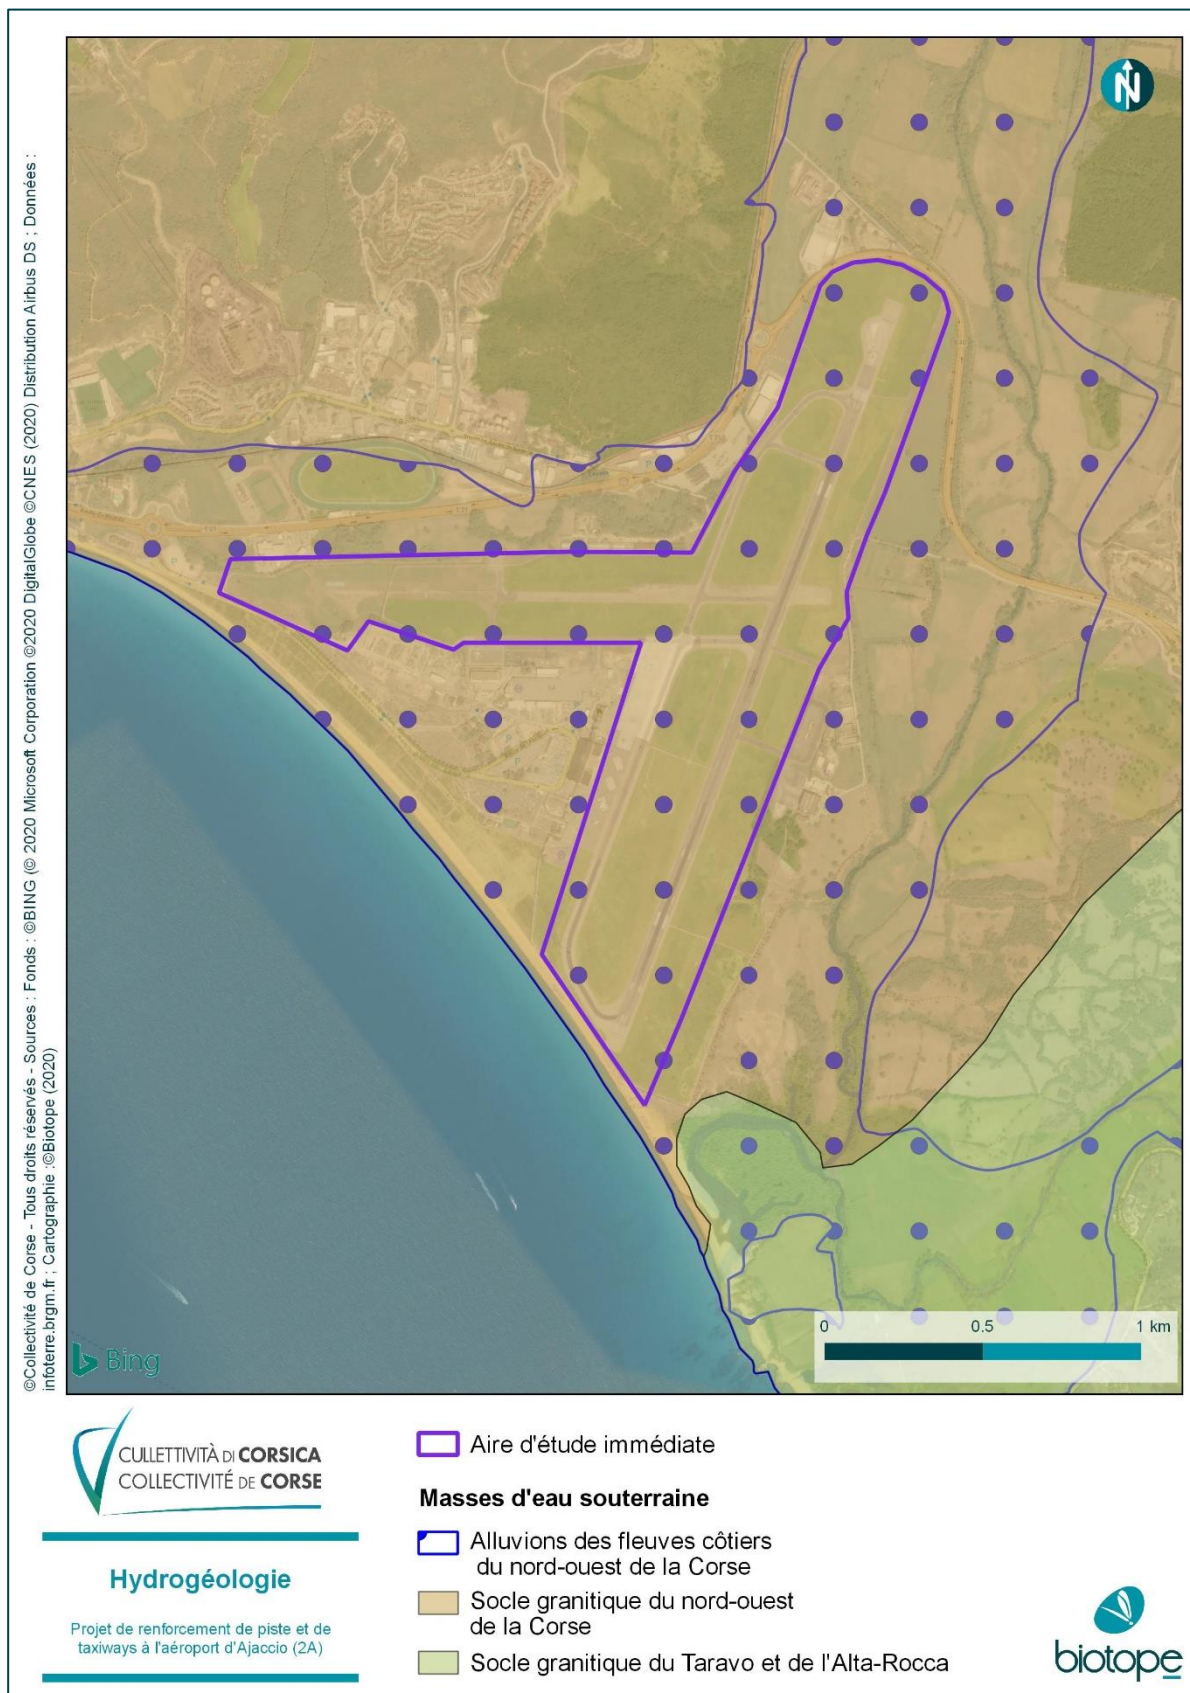 ©Collectivité de Corse - Tous droits réservés - Sources : Fonds : ©BING (© 2020 Microsoft Corporation ©2020 DigitalGlobe ©CNES (2020) Distribution Airbus DS ; Données :
infoterre.brgm.fr ; Cartographie :©Biotope (2020)
N
Bing
0 0.5 1 km
CULLETTIVITÀ DI CORSICA
COLLECTIVITÉ DE CORSE
Hydrogéologie
Projet de renforcement de piste et de
taxiways à l'aéroport d'Ajaccio (2A)
Aire d'étude immédiate
Masses d'eau souterraine
Alluvions des fleuves côtiers
du nord-ouest de la Corse
Socle granitique du nord-ouest
de la Corse
Socle granitique du Taravo et de l'Alta-Rocca
biotope